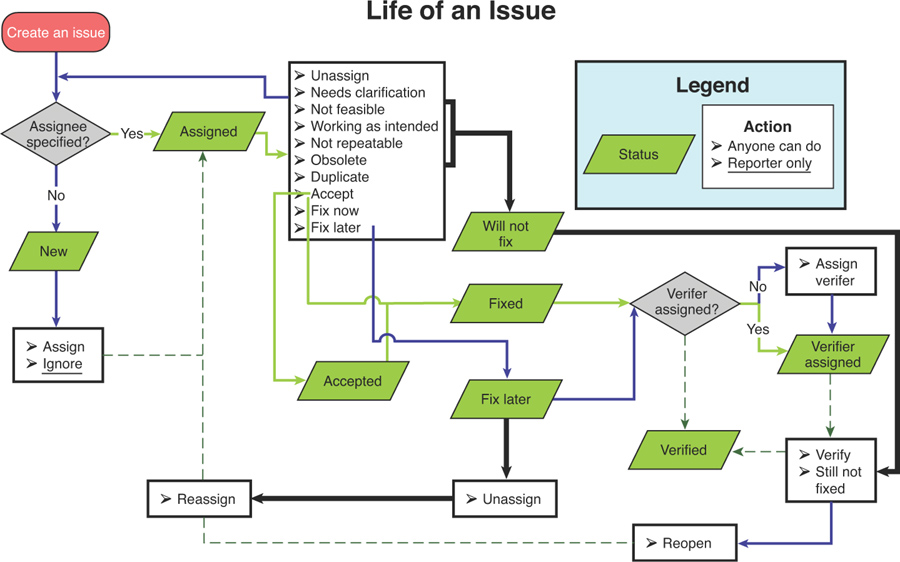 Life of an Issue
Create an issue
Assignee
specified?
Yes
Assigned
No
New
Assign
Ignore
Unassign
Needs clarification
Not feasible
Working as intended
Not repeatable
Obsolete
Duplicate
Accept
Fix now
Fix later
Legend
Status
Action
Anyone can do
Reporter only
Will not
fix
Fixed
Accepted
Fix later
Verifer
assigned?
No
Yes
Assign
verifer
Verifier
assigned
Verified
Verify
Still not
fixed
Reassign
Unassign
Reopen